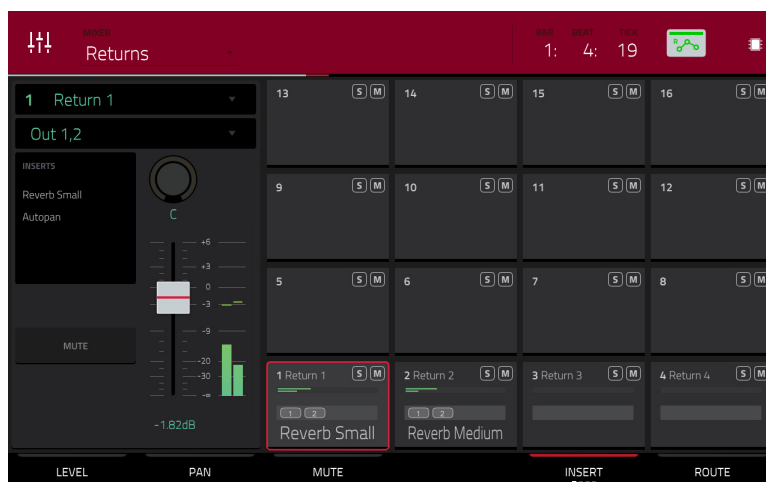 MIXER
Returns
BAR BEAT TICK
1: 4: 19
R
1 Return 1
Out 1,2
INSERTS
Reverb Small
Autopan
C
+6
+3
0
-3
-9
-20
-30
-∞
MUTE
-1.82dB
13 S M
14 S M
15 S M
16 S M
9 S M
10 S M
11 S M
12 S M
5 S M
6 S M
7 S M
8 S M
1 Return 1 S M
1 2
Reverb Small
2 Return 2 S M
1 2
Reverb Medium
3 Return 3 S M
4 Return 4 S M
LEVEL PAN MUTE INSERT ROUTE